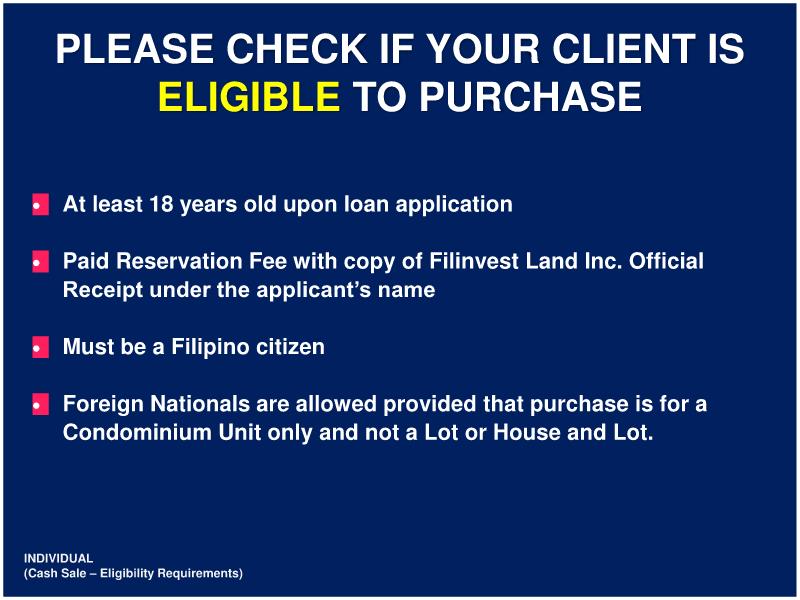 PLEASE CHECK IF YOUR CLIENT IS
ELIGIBLE TO PURCHASE
• At least 18 years old upon loan application
• Paid Reservation Fee with copy of Filinvest Land Inc. Official
Receipt under the applicant’s name
• Must be a Filipino citizen
• Foreign Nationals are allowed provided that purchase is for a
Condominium Unit only and not a Lot or House and Lot.
INDIVIDUAL
(Cash Sale – Eligibility Requirements)